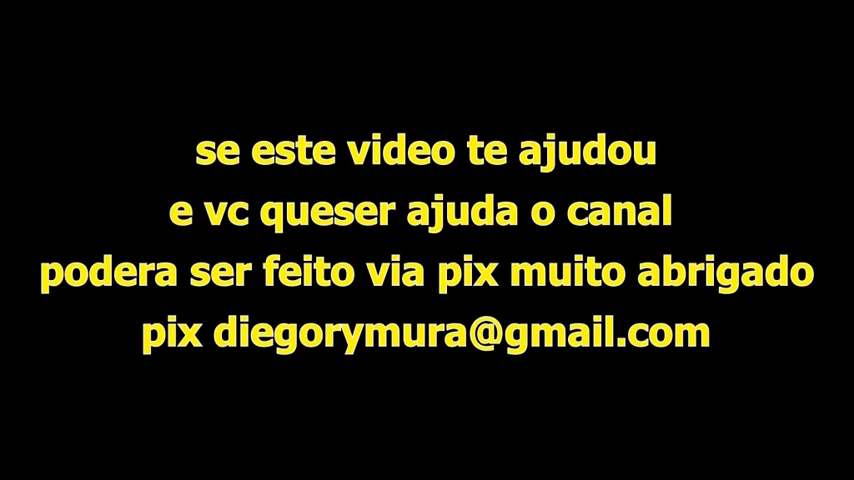 se este video te ajudou
e vc queser ajuda o canal
podera ser feito via pix muito abrigado
pix diegorymura@gmail.com